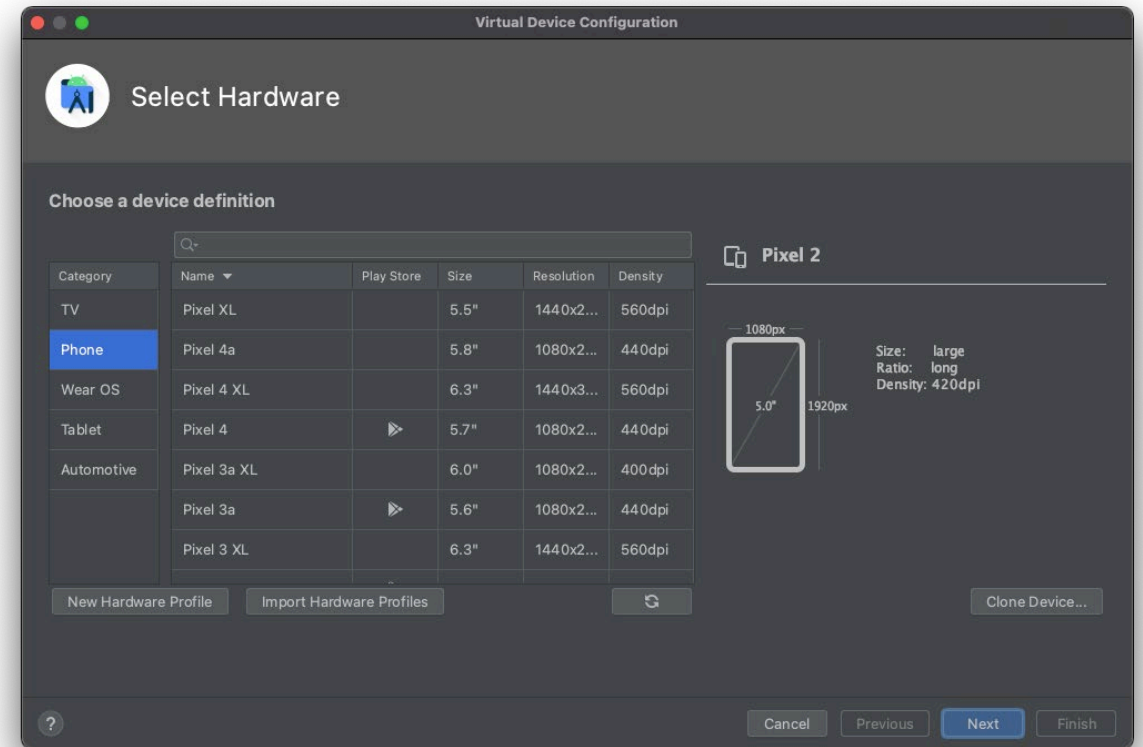 Virtual Device Configuration
Select Hardware
Choose a device definition
Category
TV
Phone
Wear OS
Tablet
Automotive
Name Play Store Size Resolution Density
Pixel XL 5.5" 1440x2... 560dpi
Pixel 4a 5.8" 1080x2... 440dpi
Pixel 4 XL 6.3" 1440x3... 560dpi
Pixel 4 5.7" 1080x2... 440dpi
Pixel 3a XL 6.0" 1080x2... 400dpi
Pixel 3a 5.6" 1080x2... 440dpi
Pixel 3 XL 6.3" 1440x2... 560dpi
Pixel 2
1080px
5.0"
1920px
Size: large
Ratio: long
Density: 420dpi
New Hardware Profile Import Hardware Profiles Clone Device...
? Cancel Previous Next Finish